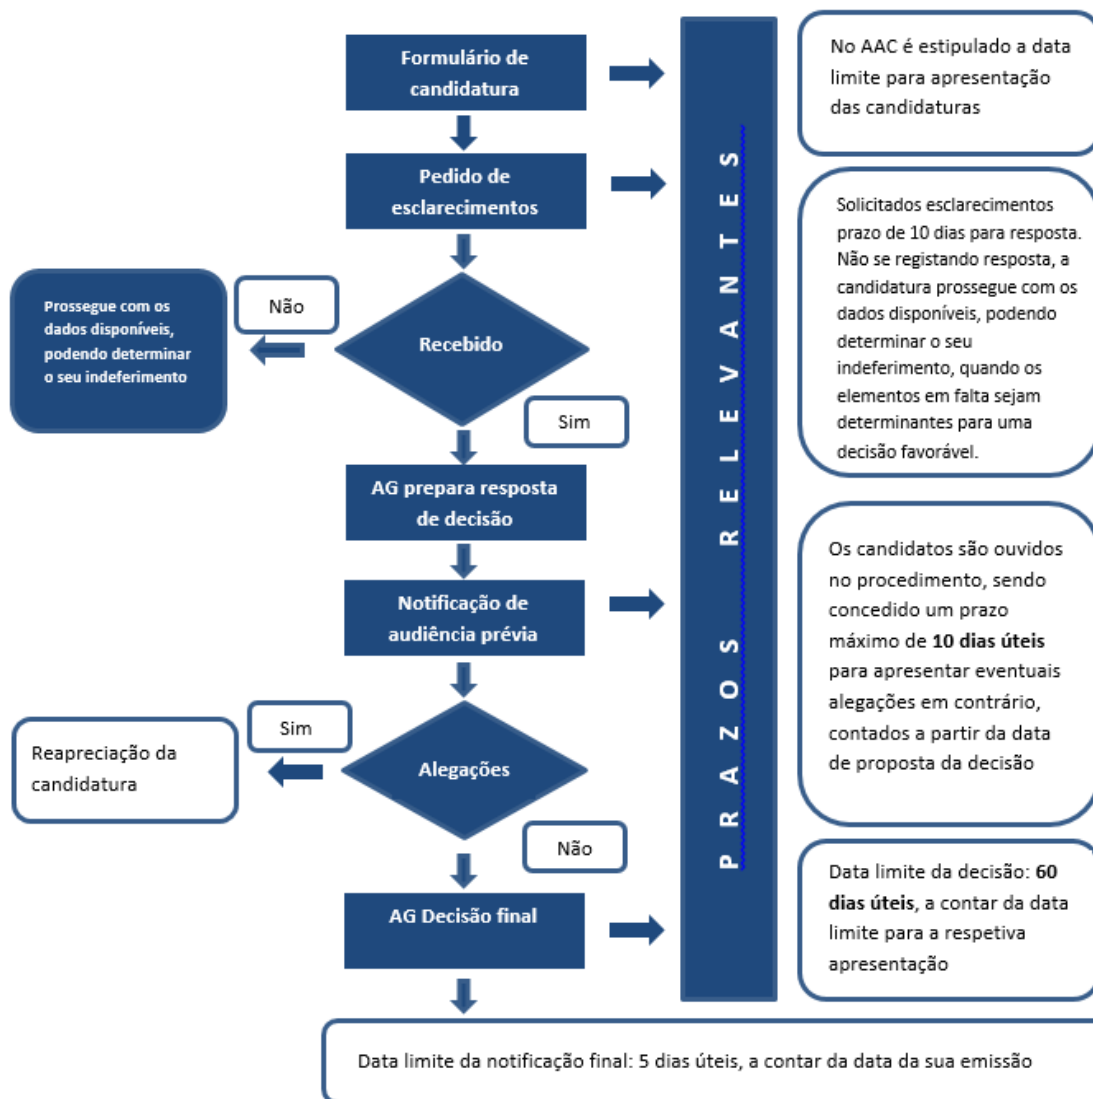 Formulário de
candidatura
No AAC é estipulado a data
limite para apresentação
das candidaturas
Pedido de
esclarecimentos
Solicitados esclarecimentos
prazo de 10 dias para resposta.
Não se registando resposta, a
candidatura prossegue com os
dados disponíveis, podendo
determinar o seu
indeferimento, quando os
elementos em falta sejam
determinantes para uma
decisão favorável.
Prossegue com os
dados disponíveis,
podendo determinar
o seu indeferimento
Não
Recebido
Sim
PRAZOS RELEVANTES
AG prepara resposta
de decisão
Notificação de
audiência prévia
Os candidatos são ouvidos
no procedimento, sendo
concedido um prazo
máximo de 10 dias úteis
para apresentar eventuais
alegações em contrário,
contados a partir da data
de proposta da decisão
Sim
Reapreciação da
candidatura
Alegações
Não
AG Decisão final
Data limite da decisão: 60
dias úteis, a contar da data
limite para a respetiva
apresentação
Data limite da notificação final: 5 dias úteis, a contar da data da sua emissão